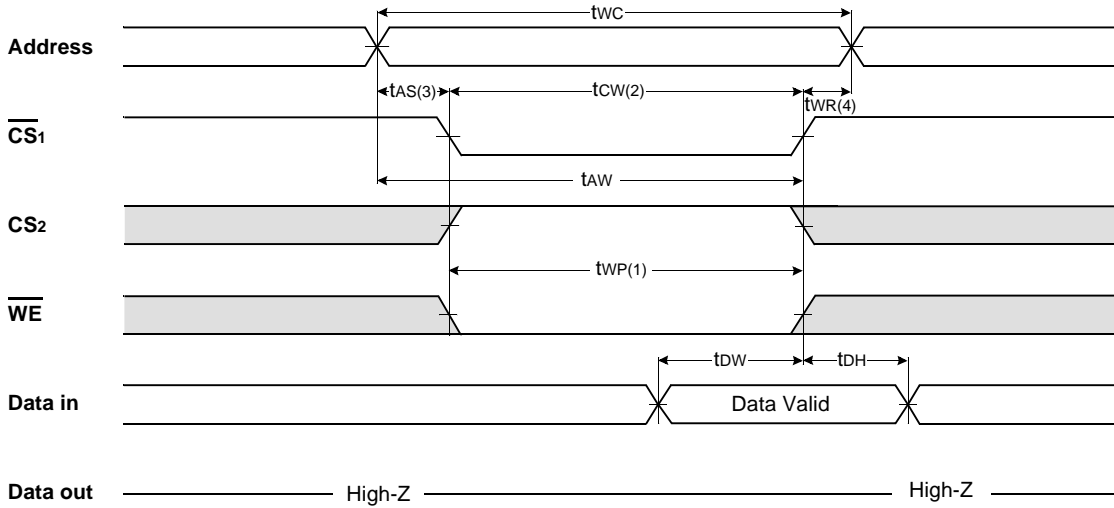 tWC
Address
tAS(3)
tCW(2)
tWR(4)
CS1
tAW
CS2
tWP(1)
WE
tDW
tDH
Data in
Data Valid
Data out
High-Z
High-Z